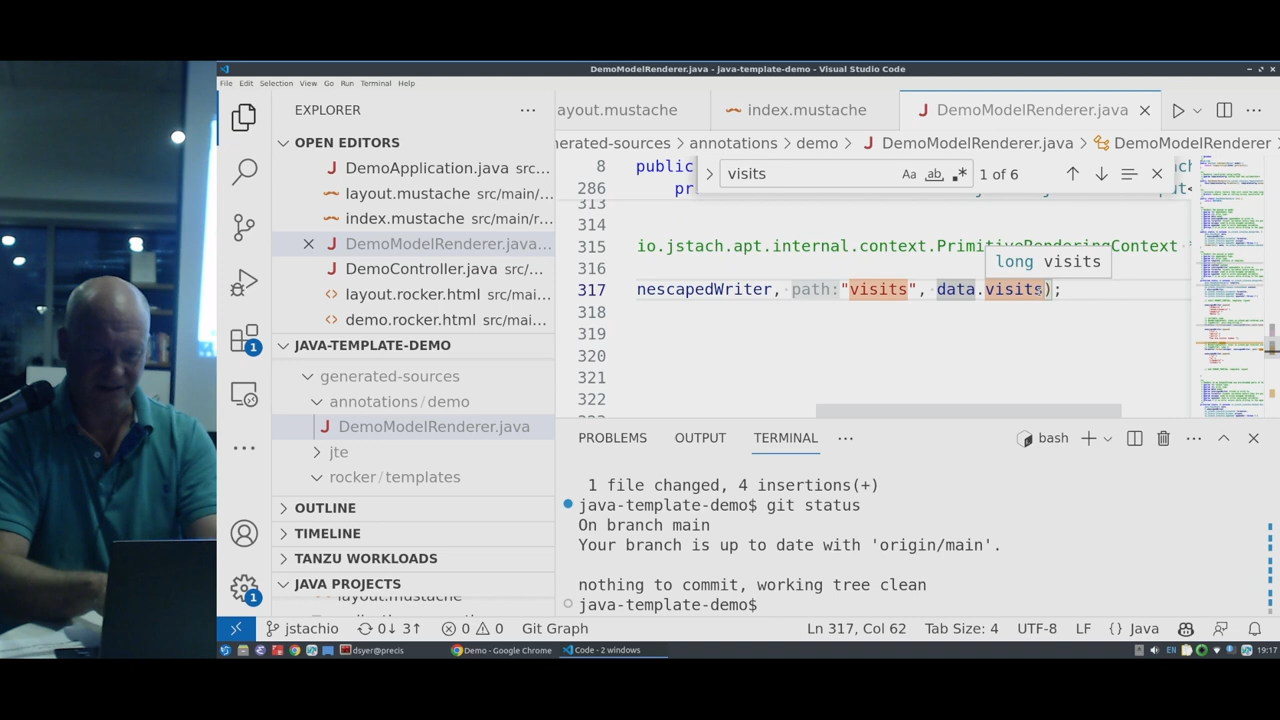 DemoModelRenderer.java - java-template-demo - Visual Studio Code
File Edit Selection View Go Run Terminal Help
EXPLORER
OPEN EDITORS
DemoApplication.java src...
layout.mustache src/main/...
index.mustache src/main/r...
DemoModelRenderer.java ...
DemoController.java src/...
layout.rocker.html src/main...
demo.rocker.html src/main...
JAVA-TEMPLATE-DEMO
generated-sources
annotations/demo
DemoModelRenderer.java
jte
rocker/templates
OUTLINE
TIMELINE
TANZU WORKLOADS
JAVA PROJECTS
layout.mustache
1
1
ayout.mustache
index.mustache
DemoModelRenderer.java
nerated-sources > annotations > demo > DemoModelRenderer.java > DemoModelRenderer
visits
Aa ab .*
1 of 6
8 public
286 pr
313
314
315 io.jstach.apt.internal.context.PrimitiveRenderingContext
long visits
316
317 nescapedWriter, path:"visits", visits);
318
319
320
321
322
PROBLEMS OUTPUT TERMINAL ...
bash
1 file changed, 4 insertions(+)
java-template-demo$ git status
On branch main
Your branch is up to date with 'origin/main'.
nothing to commit, working tree clean
java-template-demo$
jstachio 0↓ 3↑ 0 0 Git Graph
Ln 317, Col 62 Tab Size: 4 UTF-8 LF {} Java
dsyer@precis
Demo - Google Chrome
Code - 2 windows
EN
19:17